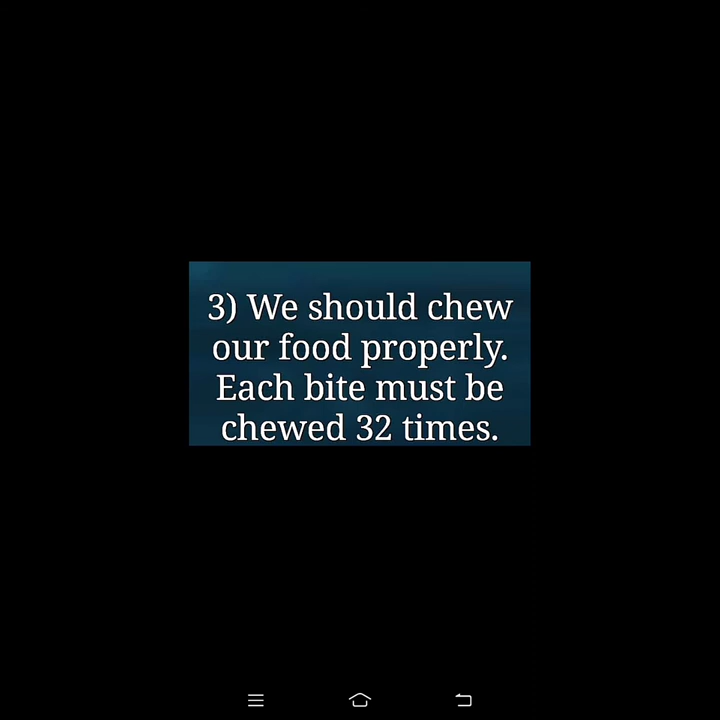 3) We should chew
our food properly.
Each bite must be
chewed 32 times.